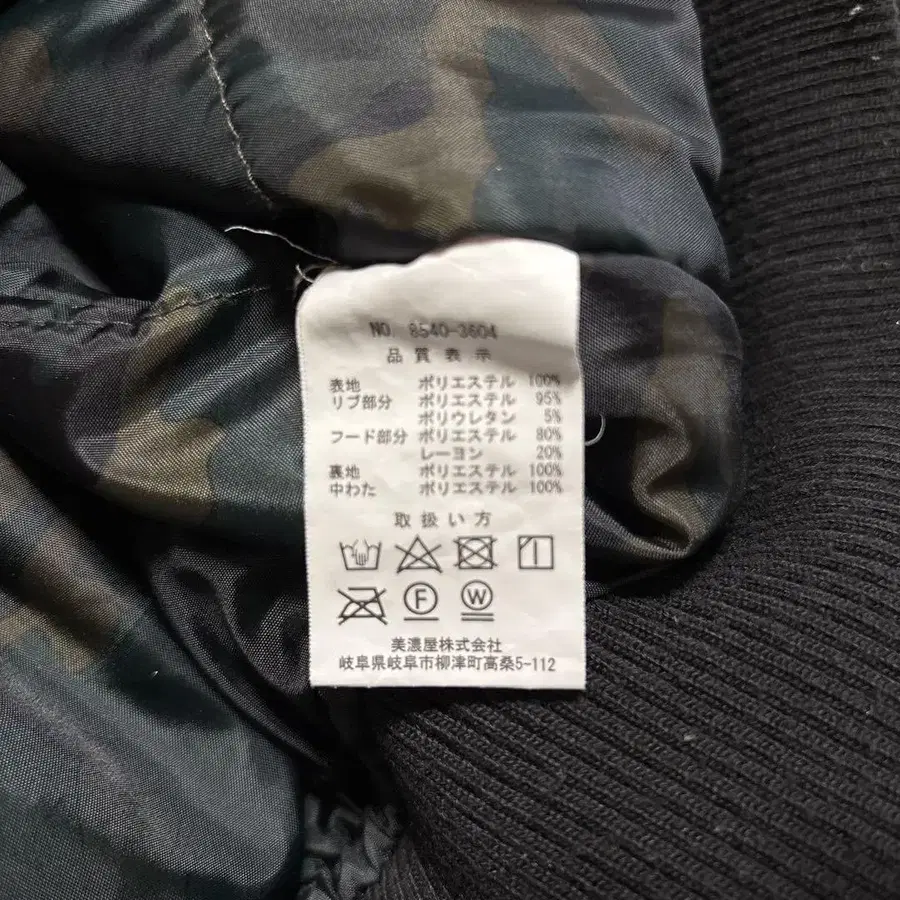 NO. 8540-3604
品質表示
表地 ポリエステル 100%
リブ部分 ポリエステル 95%
ポリウレタン 5%
フード部分 ポリエステル 80%
レーヨン 20%
裏地 ポリエステル 100%
中わた ポリエステル 100%
取扱い方
F W
美濃屋株式会社
岐阜県岐阜市柳津町高桑5-112